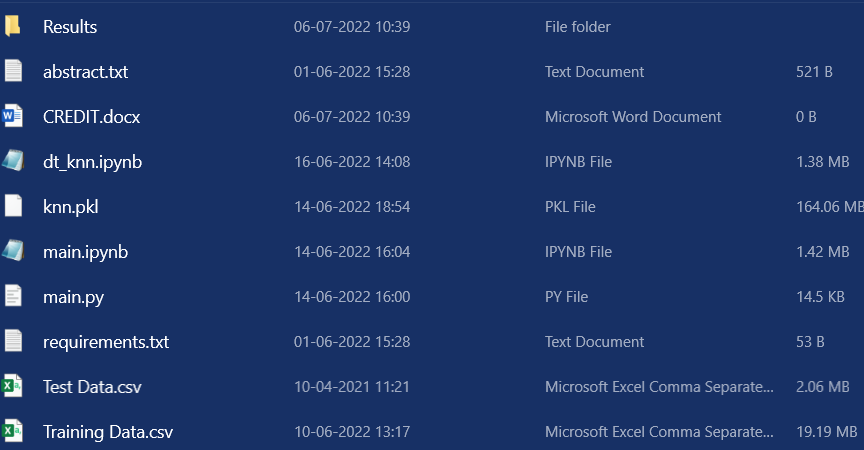 Results 06-07-2022 10:39 File folder
abstract.txt 01-06-2022 15:28 Text Document 521 B
CREDIT.docx 06-07-2022 10:39 Microsoft Word Document 0 B
dt_knn.ipynb 16-06-2022 14:08 IPYNB File 1.38 MB
knn.pkl 14-06-2022 18:54 PKL File 164.06 MB
main.ipynb 14-06-2022 16:04 IPYNB File 1.42 MB
main.py 14-06-2022 16:00 PY File 14.5 KB
requirements.txt 01-06-2022 15:28 Text Document 53 B
Test Data.csv 10-04-2021 11:21 Microsoft Excel Comma Separate... 2.06 MB
Training Data.csv 10-06-2022 13:17 Microsoft Excel Comma Separate... 19.19 MB